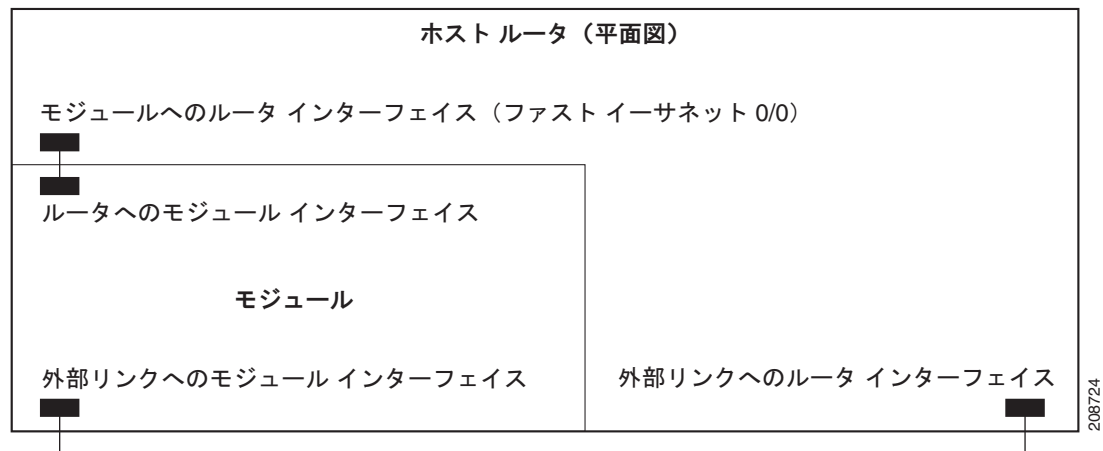 ホスト ルータ（平面図）
モジュールへのルータ インターフェイス（ファスト イーサネット 0/0）
ルータへのモジュール インターフェイス
モジュール
外部リンクへのモジュール インターフェイス
外部リンクへのルータ インターフェイス
208724